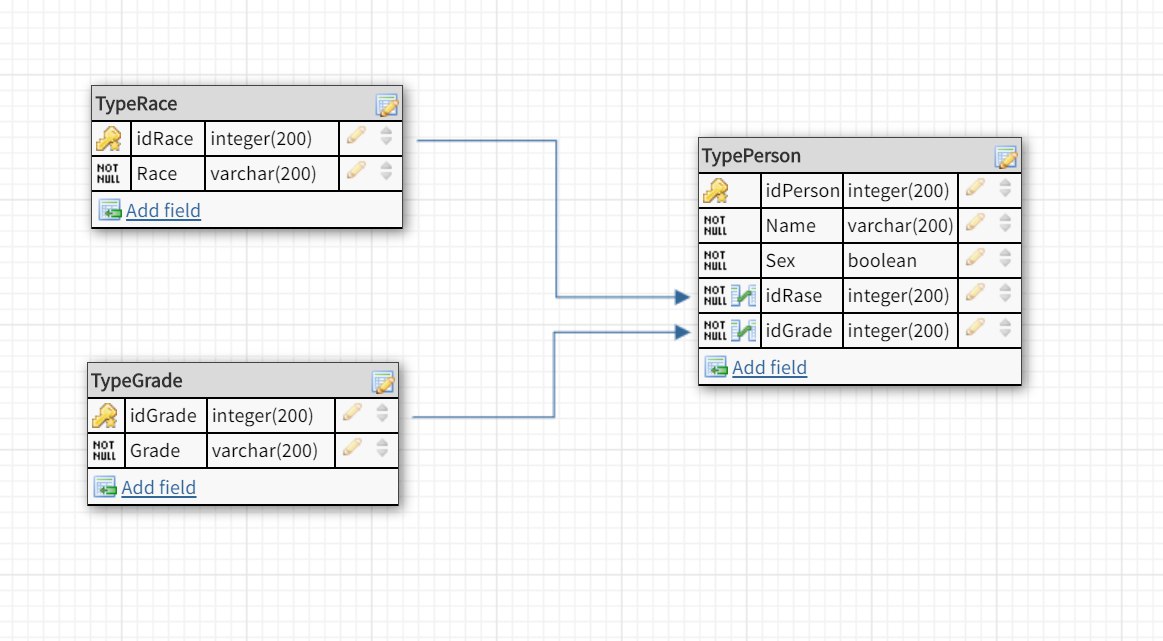 TypeRace
idRace integer(200)
NOT NULL Race varchar(200)
Add field
TypePerson
idPerson integer(200)
NOT NULL Name varchar(200)
NOT NULL Sex boolean
NOT NULL idRase integer(200)
NOT NULL idGrade integer(200)
Add field
TypeGrade
idGrade integer(200)
NOT NULL Grade varchar(200)
Add field